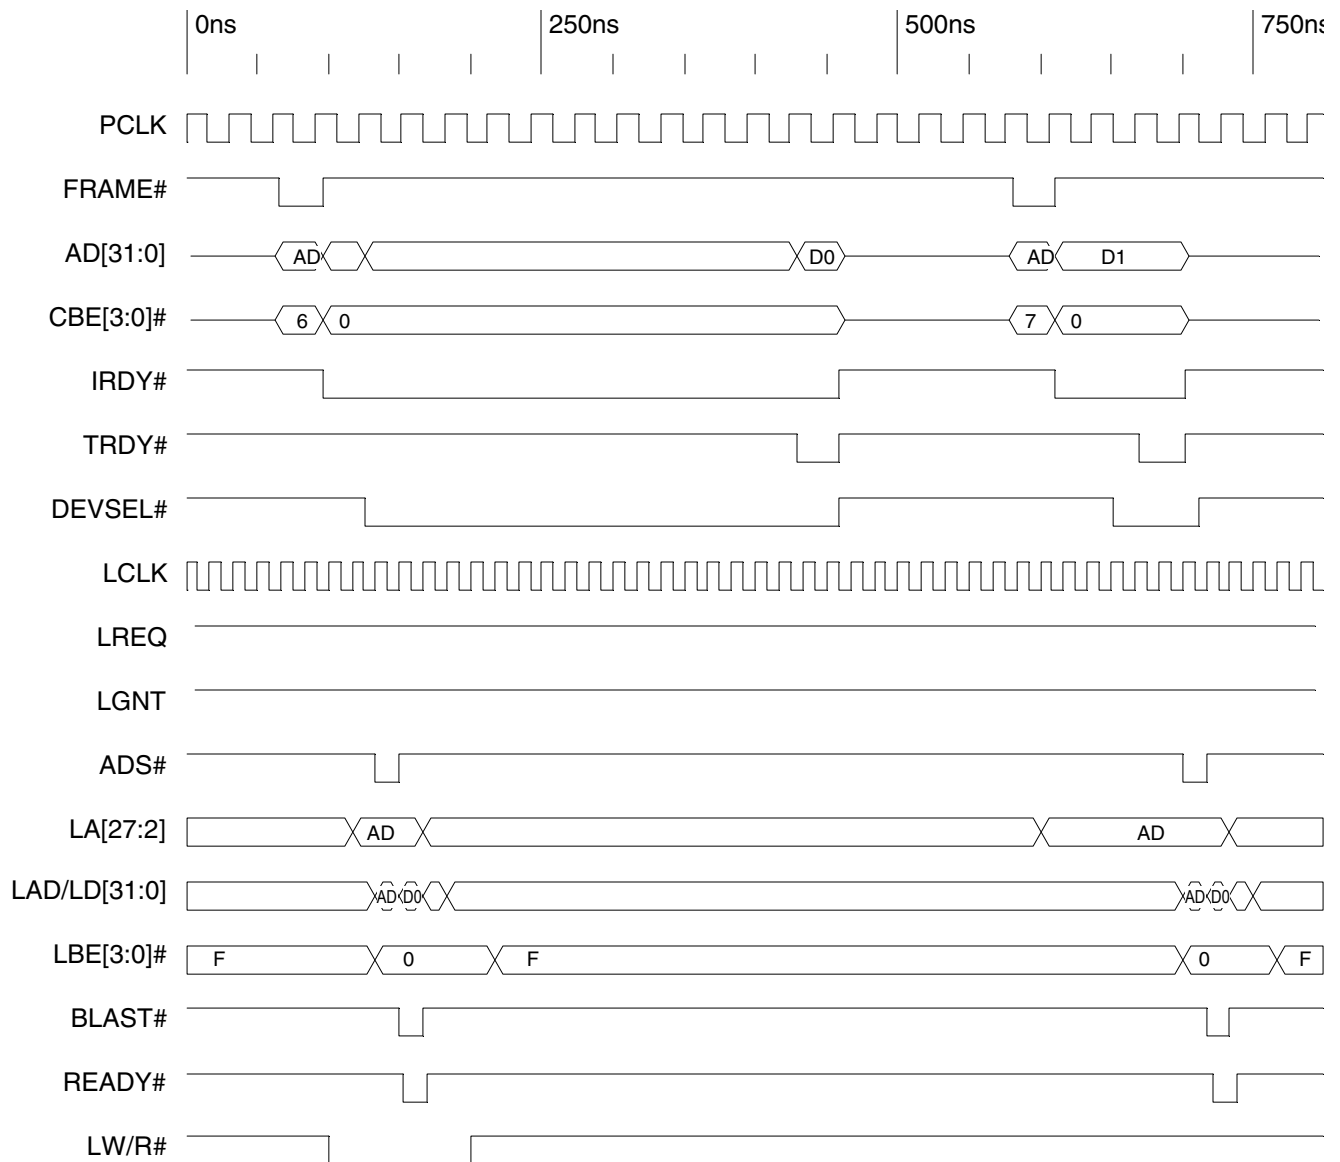 0ns 250ns 500ns 750ns
PCLK
FRAME#
AD[31:0] AD D0 AD D1
CBE[3:0]# 6 0 7 0
IRDY#
TRDY#
DEVSEL#
LCLK
LREQ
LGNT
ADS#
LA[27:2] AD AD
LAD/LD[31:0] AD D0 AD D0
LBE[3:0]# F 0 F 0 F
BLAST#
READY#
LW/R#